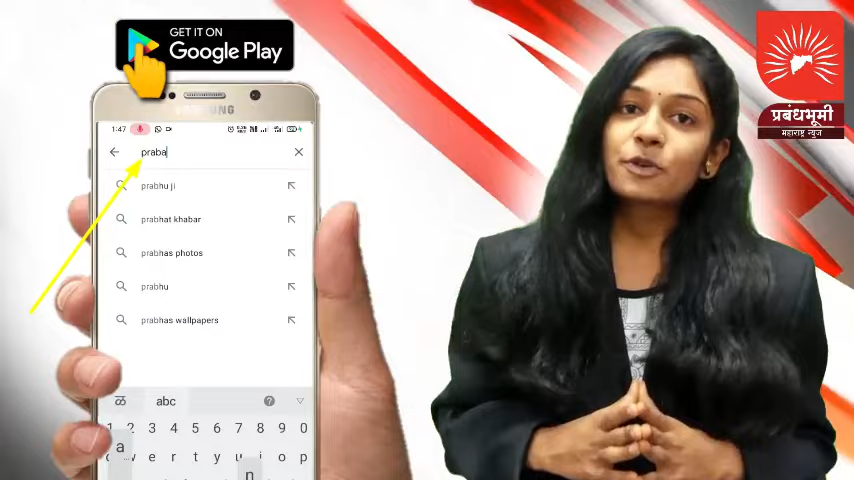 GET IT ON
Google Play
SAMSUNG
1:47
praba
prabhu ji
prabhat khabar
prabhas photos
prabhu
prabhas wallpapers
abc
1 2 3 4 5 6 7 8 9 0
w e r t y u i o p
a
n
प्रबंधभूमी
महाराष्ट्र न्यूज